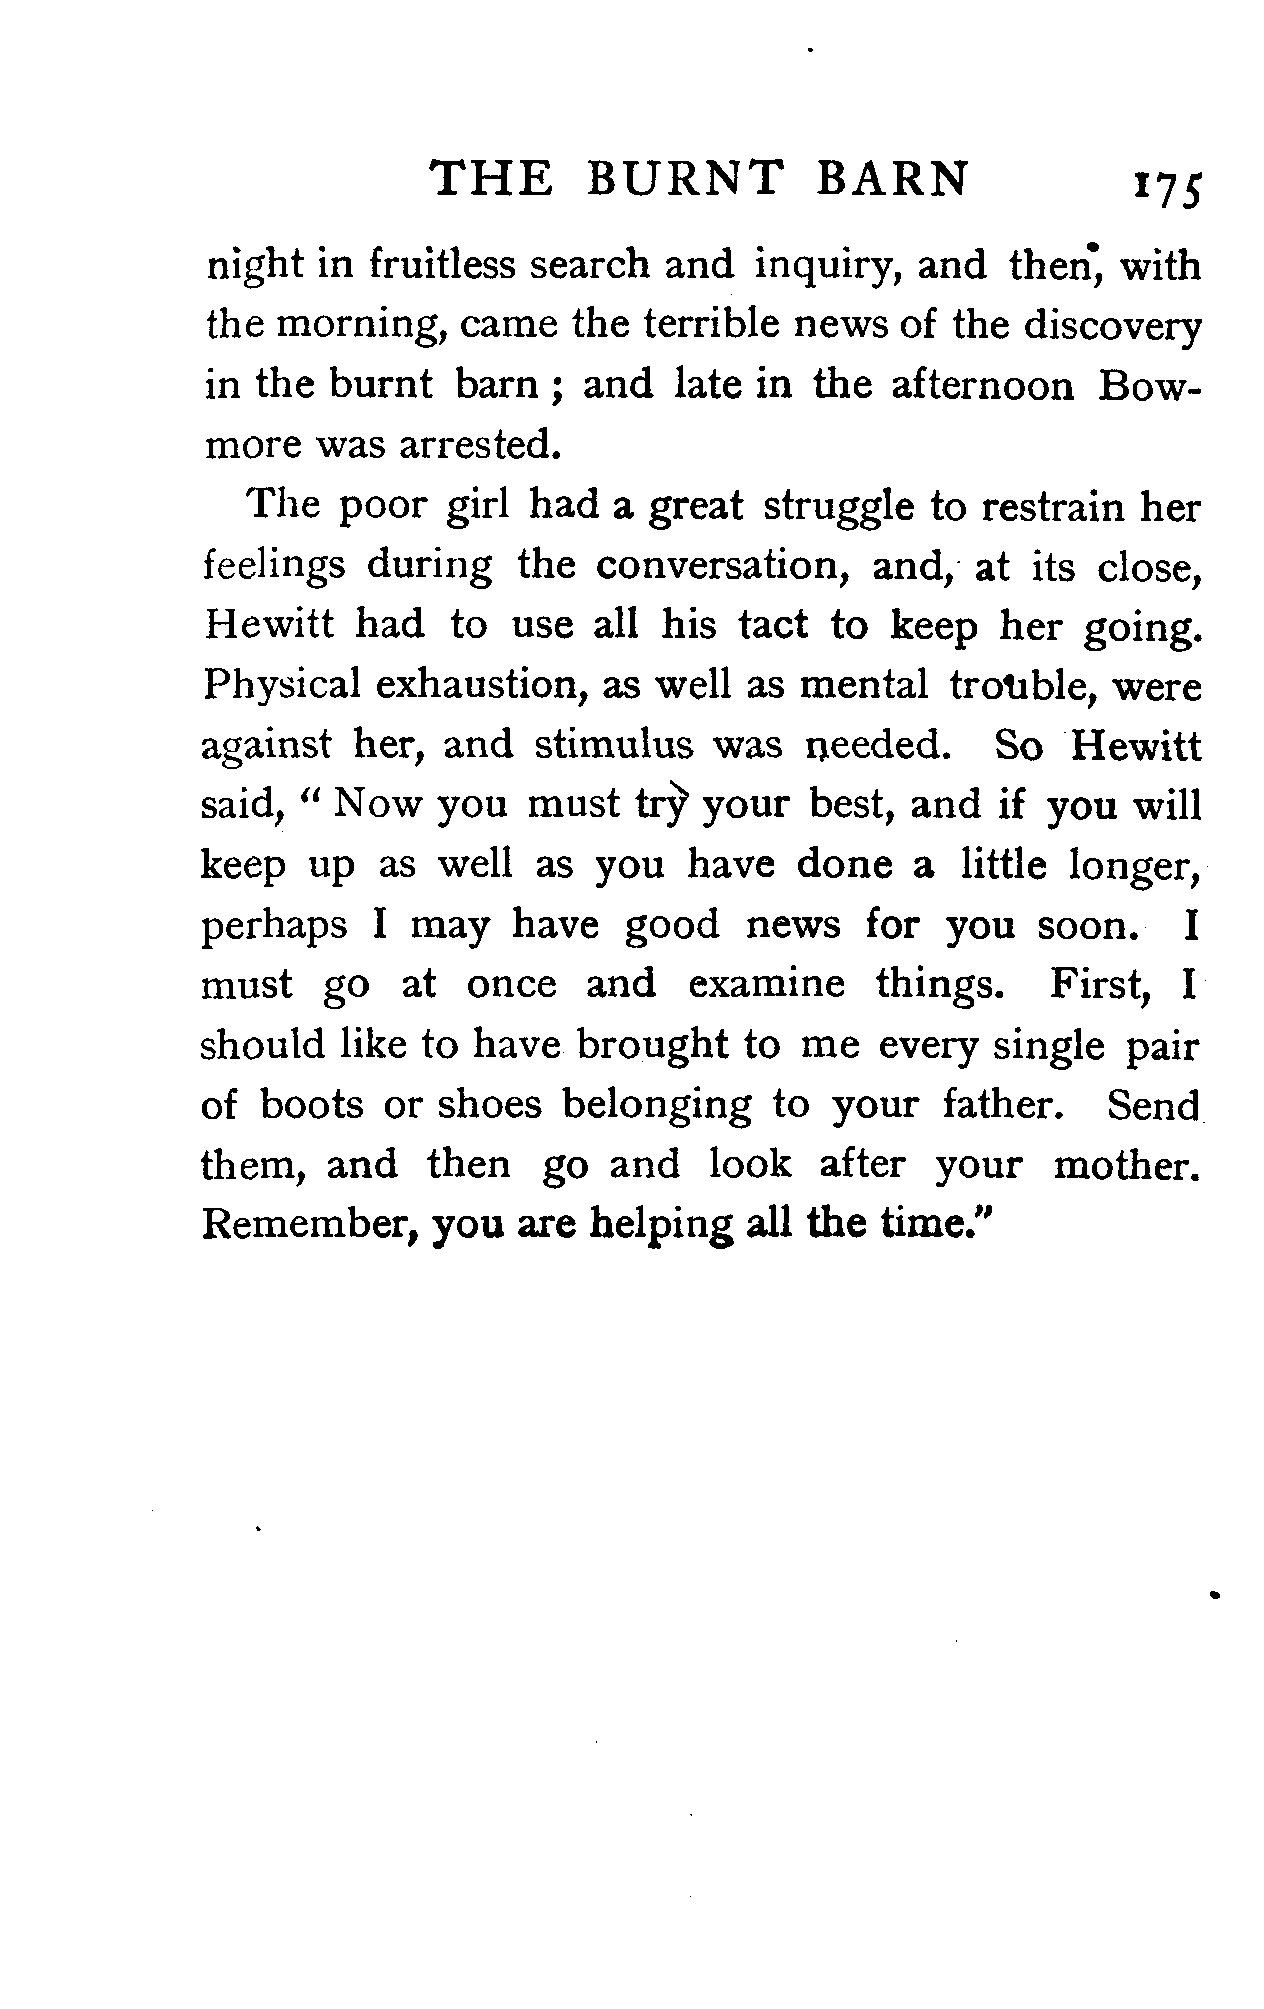 THE BURNT BARN 175
night in fruitless search and inquiry, and then, with
the morning, came the terrible news of the discovery
in the burnt barn ; and late in the afternoon Bow-
more was arrested.
The poor girl had a great struggle to restrain her
feelings during the conversation, and, at its close,
Hewitt had to use all his tact to keep her going.
Physical exhaustion, as well as mental trouble, were
against her, and stimulus was needed. So Hewitt
said, " Now you must try your best, and if you will
keep up as well as you have done a little longer,
perhaps I may have good news for you soon. I
must go at once and examine things. First, I
should like to have brought to me every single pair
of boots or shoes belonging to your father. Send
them, and then go and look after your mother.
Remember, you are helping all the time."